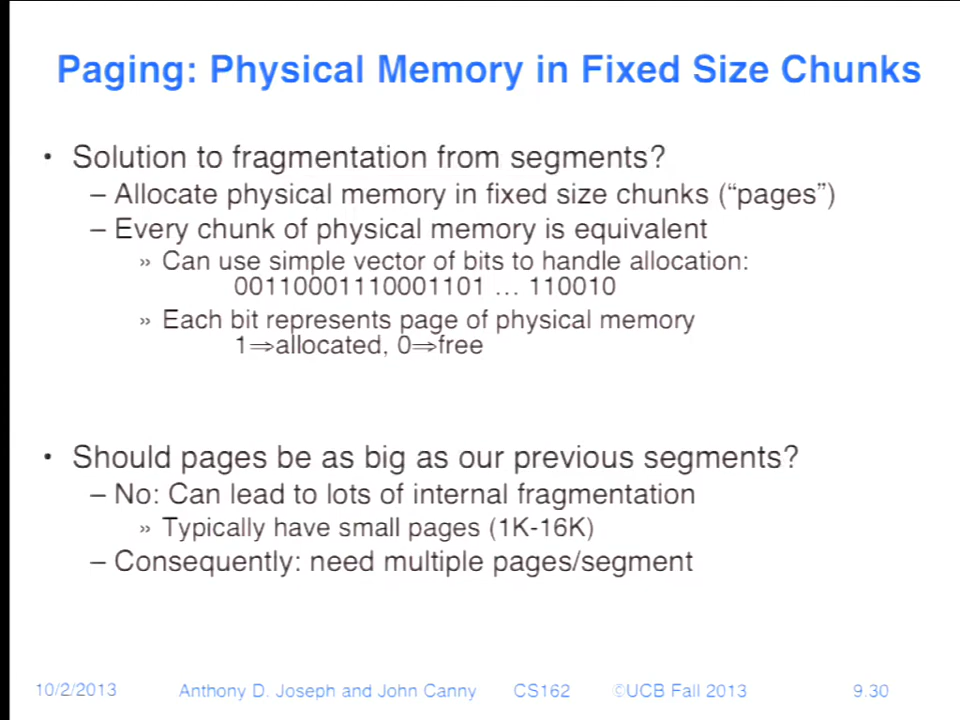 Paging: Physical Memory in Fixed Size Chunks
• Solution to fragmentation from segments?
– Allocate physical memory in fixed size chunks (“pages”)
– Every chunk of physical memory is equivalent
» Can use simple vector of bits to handle allocation:
00110001110001101 … 110010
» Each bit represents page of physical memory
1⇒allocated, 0⇒free
• Should pages be as big as our previous segments?
– No: Can lead to lots of internal fragmentation
» Typically have small pages (1K-16K)
– Consequently: need multiple pages/segment
10/2/2013 Anthony D. Joseph and John Canny CS162 ©UCB Fall 2013 9.30